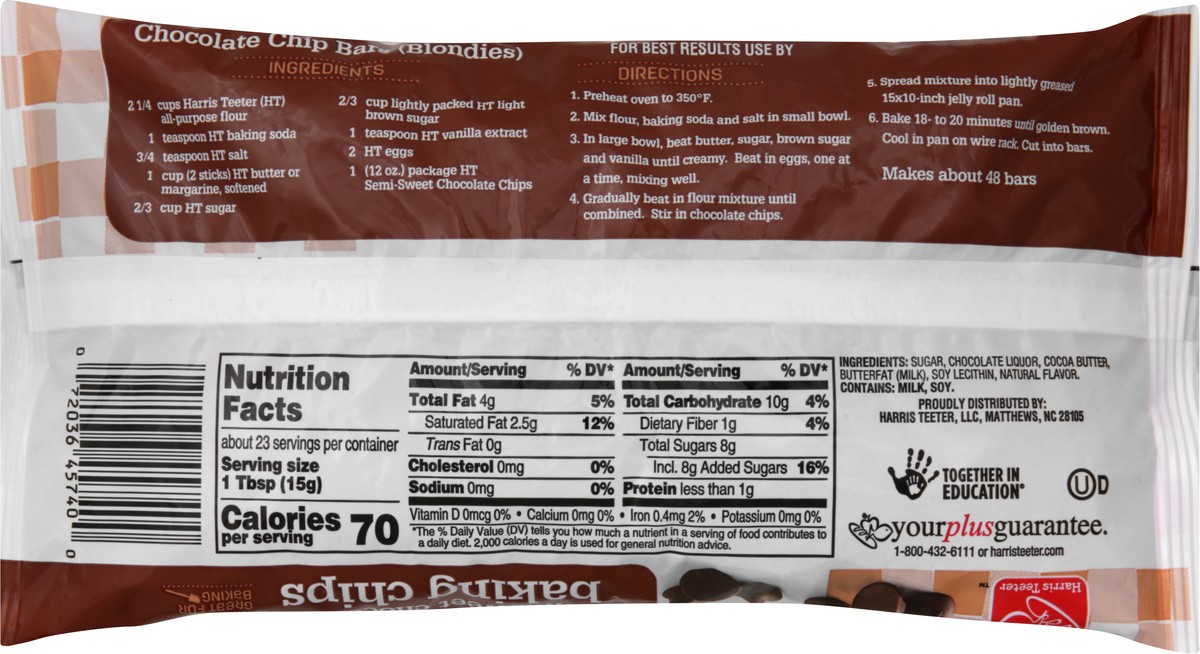 Chocolate Chip Bars (Blondies)
INGREDIENTS
2 1/4 cups Harris Teeter (HT)
all-purpose flour
1 teaspoon HT baking soda
3/4 teaspoon HT salt
1 cup (2 sticks) HT butter or
margarine, softened
2/3 cup HT sugar
2/3 cup lightly packed HT light
brown sugar
1 teaspoon HT vanilla extract
2 HT eggs
1 (12 oz.) package HT
Semi-Sweet Chocolate Chips
FOR BEST RESULTS USE BY
DIRECTIONS
1. Preheat oven to 350°F.
2. Mix flour, baking soda and salt in small bowl.
3. In large bowl, beat butter, sugar, brown sugar
and vanilla until creamy. Beat in eggs, one at
a time, mixing well.
4. Gradually beat in flour mixture until
combined. Stir in chocolate chips.
5. Spread mixture into lightly greased
15x10-inch jelly roll pan.
6. Bake 18- to 20 minutes until golden brown.
Cool in pan on wire rack. Cut into bars.
Makes about 48 bars
0 72036 45740 0
Nutrition
Facts
about 23 servings per container
Serving size
1 Tbsp (15g)
Calories 70
per serving
Amount/Serving % DV*
Total Fat 4g 5%
Saturated Fat 2.5g 12%
Trans Fat 0g
Cholesterol 0mg 0%
Sodium 0mg 0%
Amount/Serving % DV*
Total Carbohydrate 10g 4%
Dietary Fiber 1g 4%
Total Sugars 8g
Incl. 8g Added Sugars 16%
Protein less than 1g
Vitamin D 0mcg 0% • Calcium 0mg 0% • Iron 0.4mg 2% • Potassium 0mg 0%
*The % Daily Value (DV) tells you how much a nutrient in a serving of food contributes to
a daily diet. 2,000 calories a day is used for general nutrition advice.
INGREDIENTS: SUGAR, CHOCOLATE LIQUOR, COCOA BUTTER,
BUTTERFAT (MILK), SOY LECITHIN, NATURAL FLAVOR.
CONTAINS: MILK, SOY.
PROUDLY DISTRIBUTED BY:
HARRIS TEETER, LLC, MATTHEWS, NC 28105
TOGETHER IN
EDUCATION®
U D
yourplusguarantee.
1-800-432-6111 or harristeeter.com
GREAT FOR
BAKING
baking chips
Harris Teeter
TM